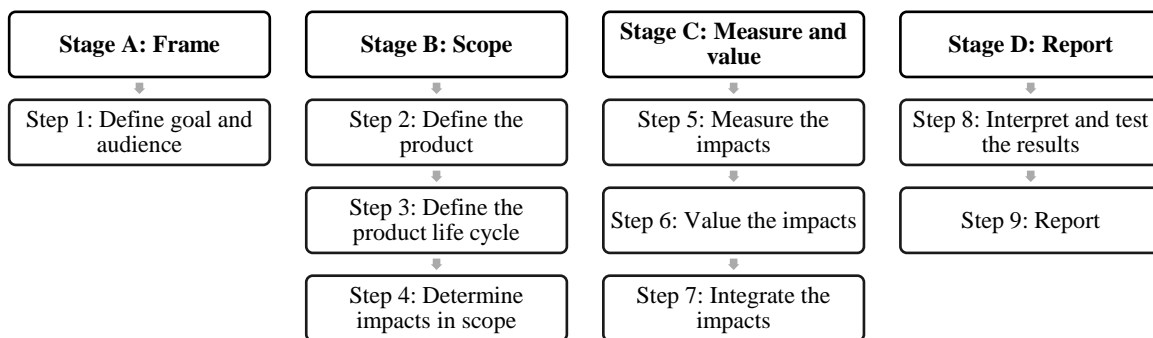 Stage A: Frame
Step 1: Define goal and
audience
Stage B: Scope
Step 2: Define the
product
Step 3: Define the
product life cycle
Step 4: Determine
impacts in scope
Stage C: Measure and
value
Step 5: Measure the
impacts
Step 6: Value the impacts
Step 7: Integrate the
impacts
Stage D: Report
Step 8: Interpret and test
the results
Step 9: Report